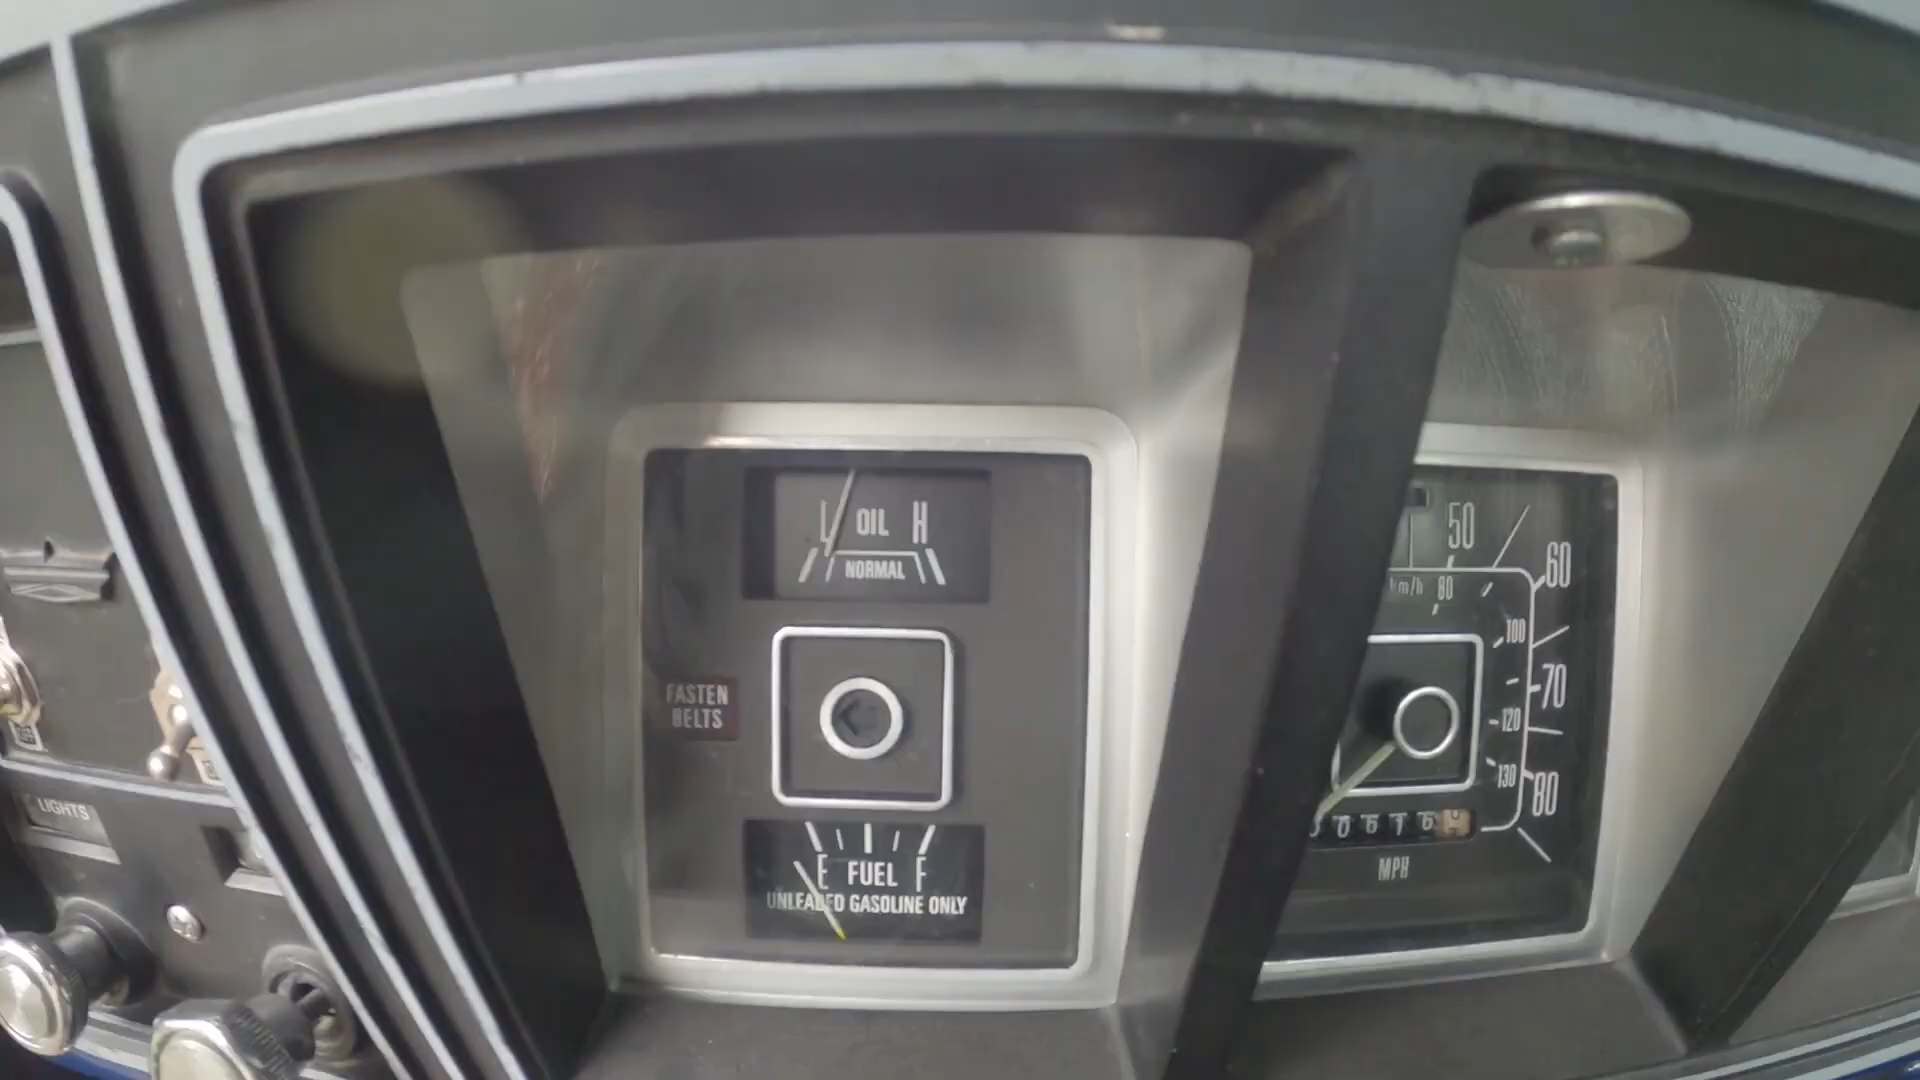 L OIL H
NORMAL
FASTEN
BELTS
E FUEL F
UNLEADED GASOLINE ONLY
50
60
km/h 80
100
70
120
130
80
MPH
LIGHTS